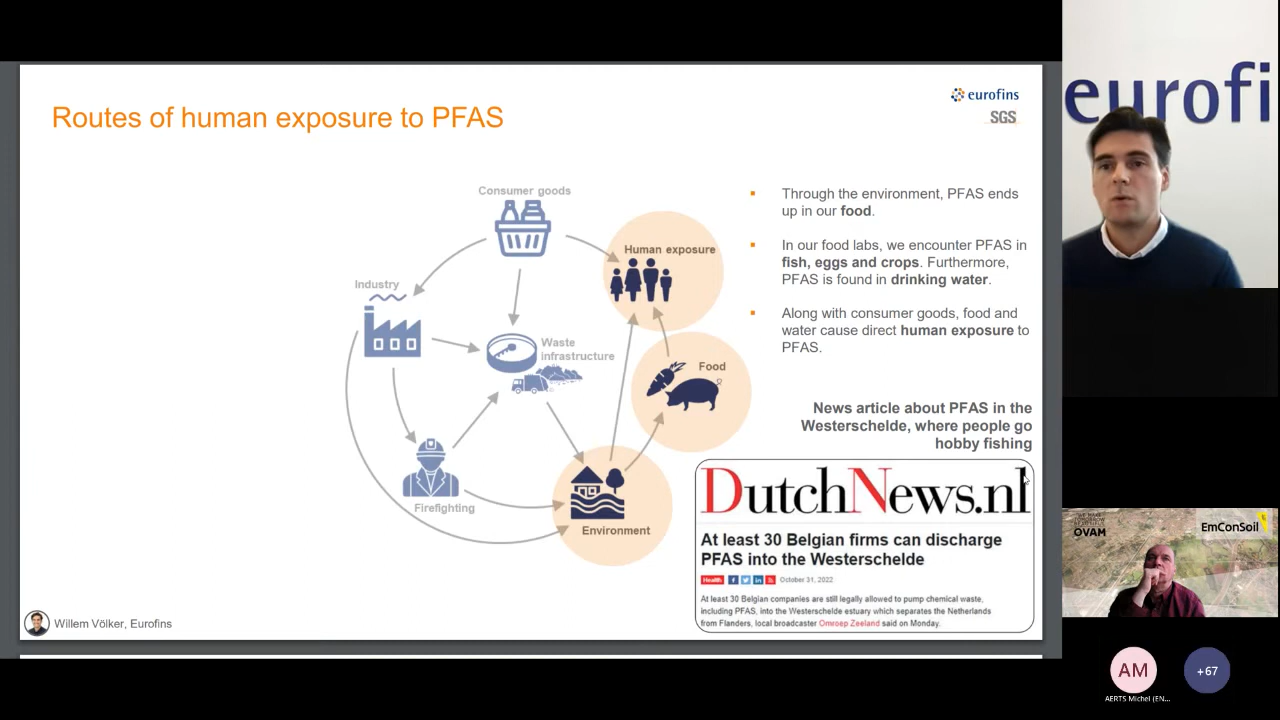 Routes of human exposure to PFAS
eurofins
SGS
Consumer goods
Human exposure
Industry
Waste
infrastructure
Food
Firefighting
Environment
Through the environment, PFAS ends
up in our food.
In our food labs, we encounter PFAS in
fish, eggs and crops. Furthermore,
PFAS is found in drinking water.
Along with consumer goods, food and
water cause direct human exposure to
PFAS.
News article about PFAS in the
Westerschelde, where people go
hobby fishing
DutchNews.nl
At least 30 Belgian firms can discharge
PFAS into the Westerschelde
Health
October 31, 2022
At least 30 Belgian companies are still legally allowed to pump chemical waste,
including PFAS, into the Westerschelde estuary which separates the Netherlands
from Flanders, local broadcaster Omroep Zeeland said on Monday.
Willem Völker, Eurofins
eurofi
OVAM
EmConSoil
AM
+67
AERTS Michel (EN...